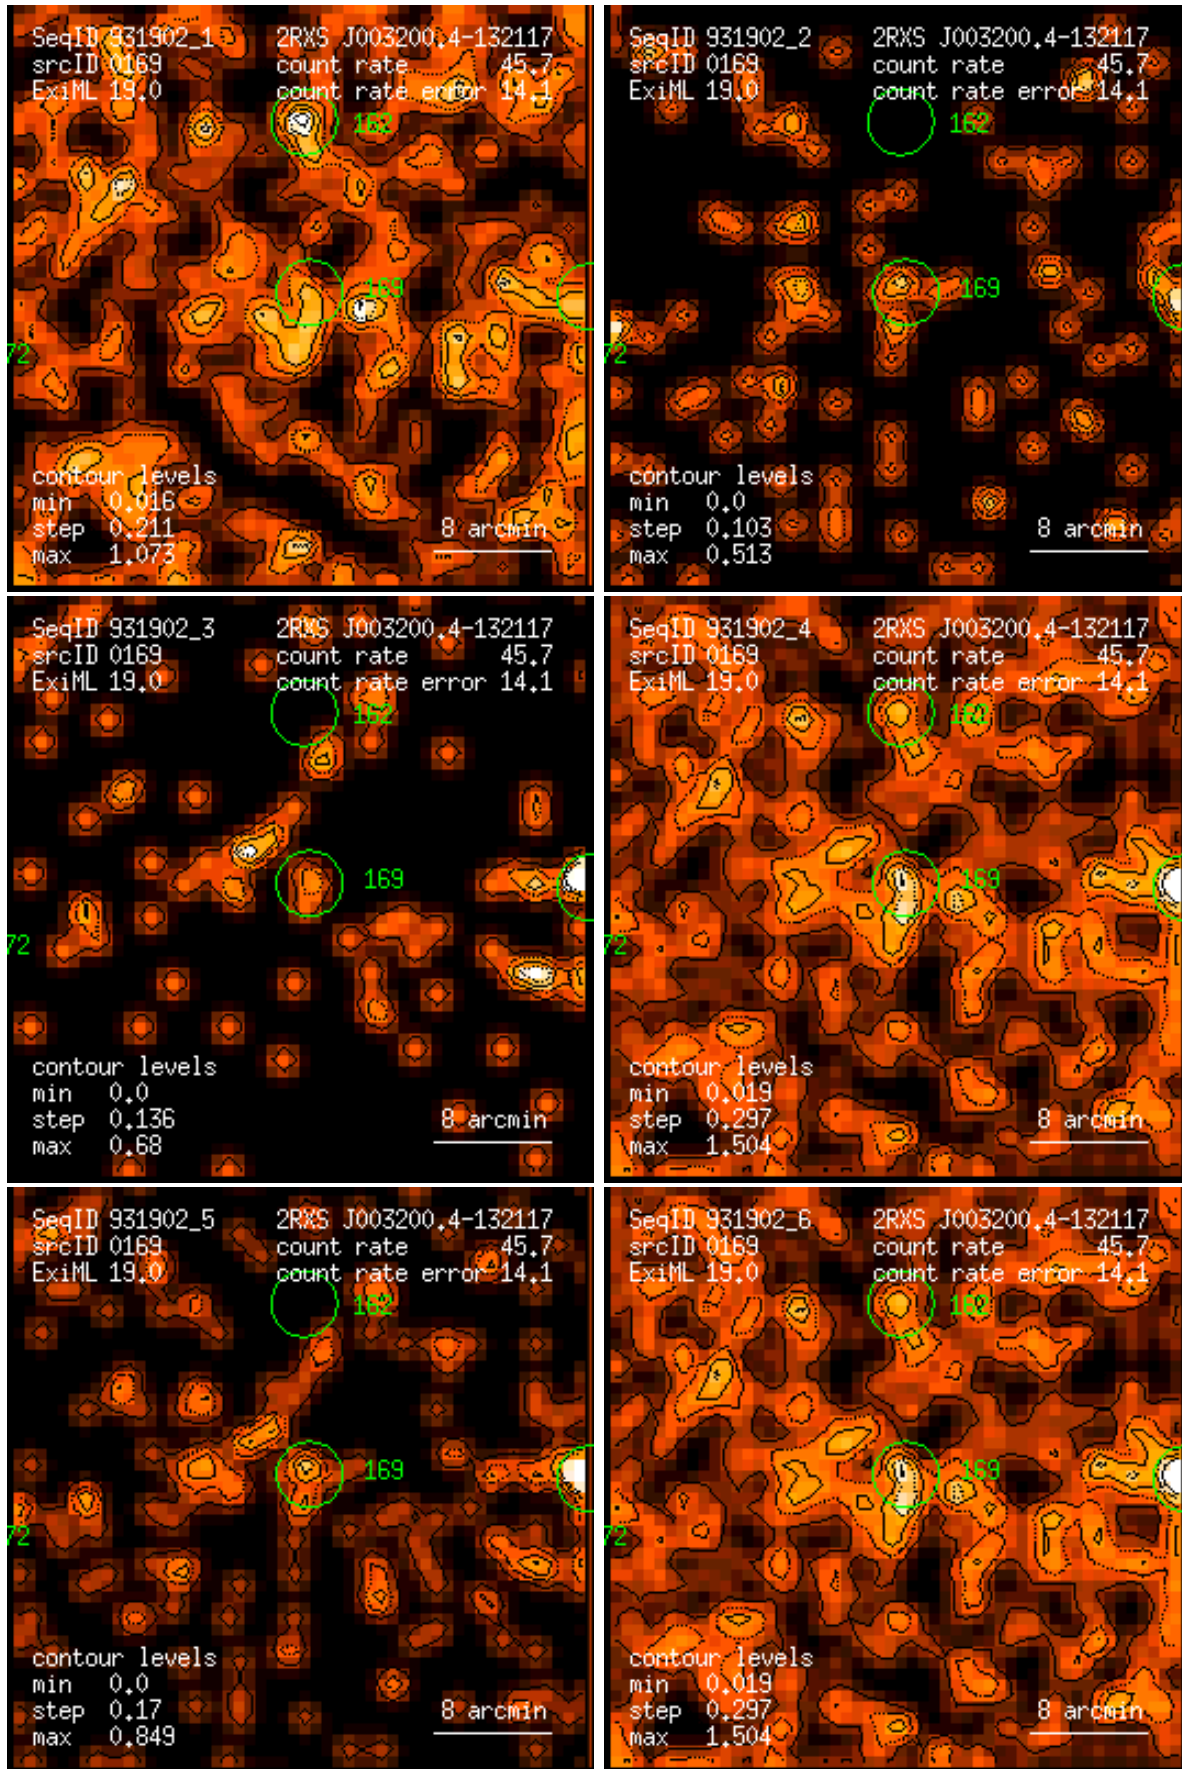 SeqID 931902_1 2RXS J003200.4-132117
srcID 0169 count rate 45.7
ExiML 19.0 count rate error 14.1
162
169
72
contour levels
min 0.016
step 0.211 8 arcmin
max 1.073
SeqID 931902_2 2RXS J003200.4-132117
srcID 0169 count rate 45.7
ExiML 19.0 count rate error 14.1
162
169
72
contour levels
min 0.0
step 0.103 8 arcmin
max 0.513
SeqID 931902_3 2RXS J003200.4-132117
srcID 0169 count rate 45.7
ExiML 19.0 count rate error 14.1
162
169
72
contour levels
min 0.0
step 0.136 8 arcmin
max 0.68
SeqID 931902_4 2RXS J003200.4-132117
srcID 0169 count rate 45.7
ExiML 19.0 count rate error 14.1
162
169
72
contour levels
min 0.019
step 0.297 8 arcmin
max 1.504
SeqID 931902_5 2RXS J003200.4-132117
srcID 0169 count rate 45.7
ExiML 19.0 count rate error 14.1
162
169
72
contour levels
min 0.0
step 0.17 8 arcmin
max 0.849
SeqID 931902_6 2RXS J003200.4-132117
srcID 0169 count rate 45.7
ExiML 19.0 count rate error 14.1
162
169
72
contour levels
min 0.019
step 0.297 8 arcmin
max 1.504